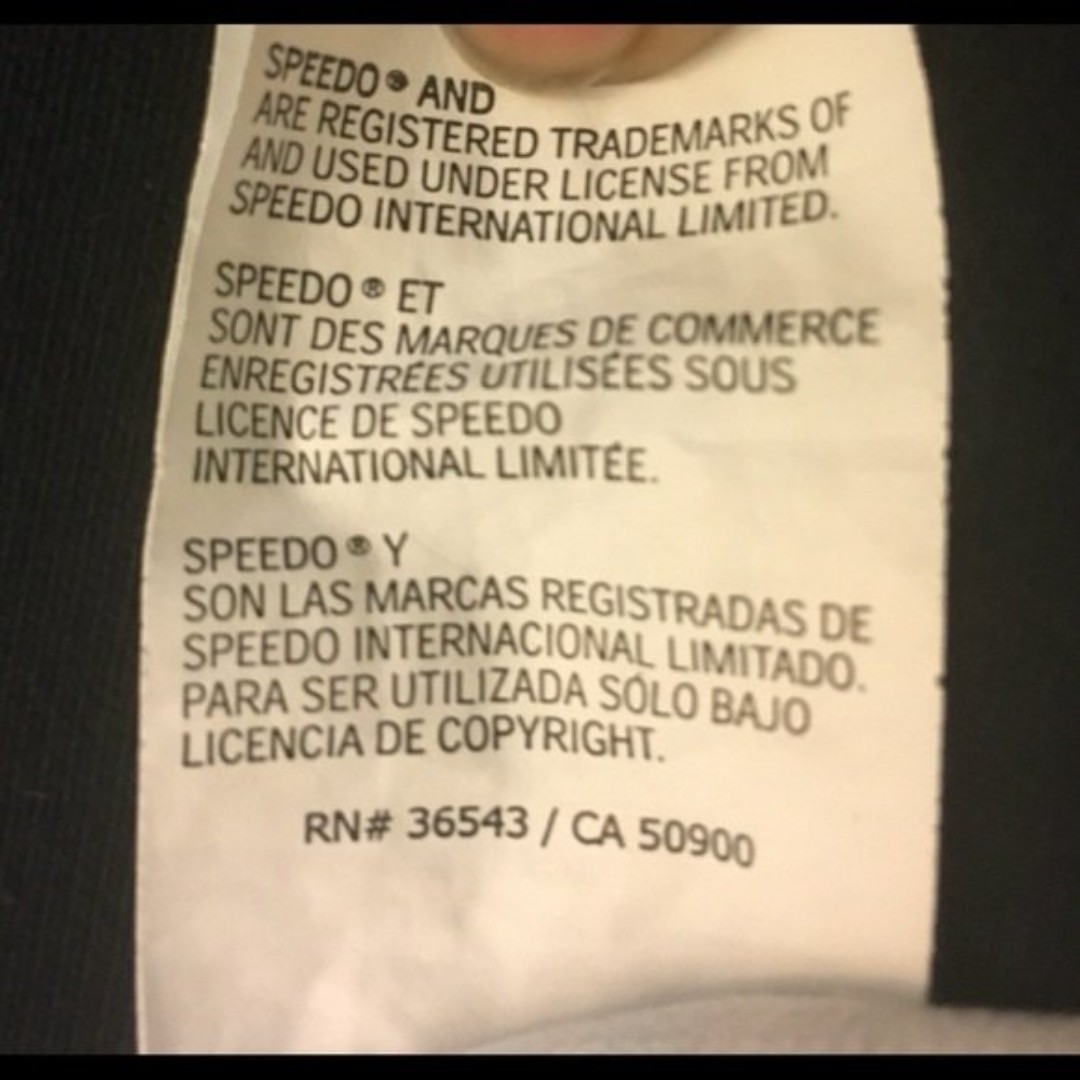 SPEEDO® AND
ARE REGISTERED TRADEMARKS OF
AND USED UNDER LICENSE FROM
SPEEDO INTERNATIONAL LIMITED.
SPEEDO® ET
SONT DES MARQUES DE COMMERCE
ENREGISTRÉES UTILISÉES SOUS
LICENCE DE SPEEDO
INTERNATIONAL LIMITÉE.
SPEEDO® Y
SON LAS MARCAS REGISTRADAS DE
SPEEDO INTERNACIONAL LIMITADO.
PARA SER UTILIZADA SÓLO BAJO
LICENCIA DE COPYRIGHT.
RN# 36543 / CA 50900